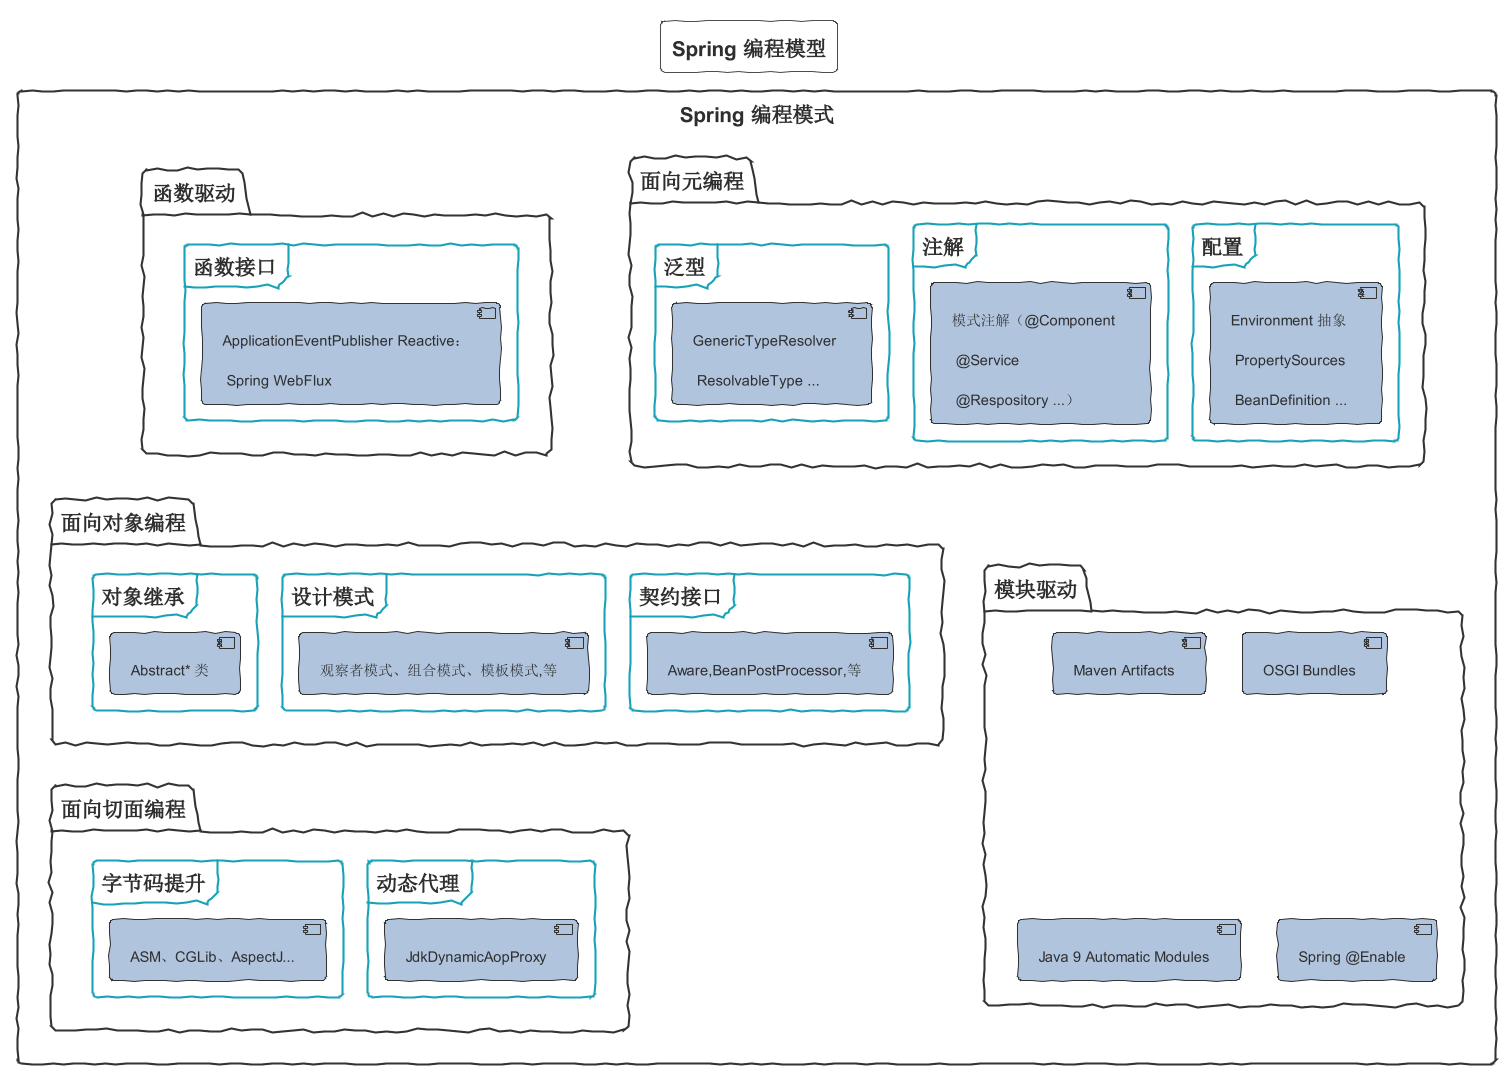 Spring 编程模型
Spring 编程模式
函数驱动
函数接口
ApplicationEventPublisher Reactive：
Spring WebFlux
面向元编程
泛型
GenericTypeResolver
ResolvableType ...
注解
模式注解（@Component
@Service
@Respository ...）
配置
Environment 抽象
PropertySources
BeanDefinition ...
面向对象编程
对象继承
Abstract* 类
设计模式
观察者模式、组合模式、模板模式,等
契约接口
Aware,BeanPostProcessor,等
模块驱动
Maven Artifacts
OSGI Bundles
Java 9 Automatic Modules
Spring @Enable
面向切面编程
字节码提升
ASM、CGLib、AspectJ...
动态代理
JdkDynamicAopProxy